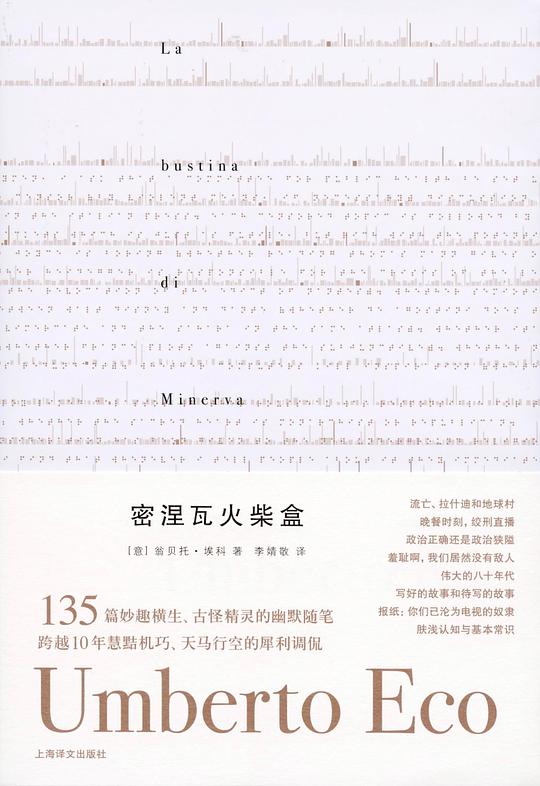 La
bustina
di
Minerva
密涅瓦火柴盒
[意] 翁贝托·埃科 著 李婧敬 译
流亡、拉什迪和地球村
晚餐时刻，绞刑直播
政治正确还是政治狭隘
羞耻啊，我们居然没有敌人
伟大的八十年代
写好的故事和待写的故事
报纸：你们已沦为电视的奴隶
肤浅认知与基本常识
135篇妙趣横生、古怪精灵的幽默随笔
跨越10年慧黠机巧、天马行空的犀利调侃
Umberto Eco
上海译文出版社